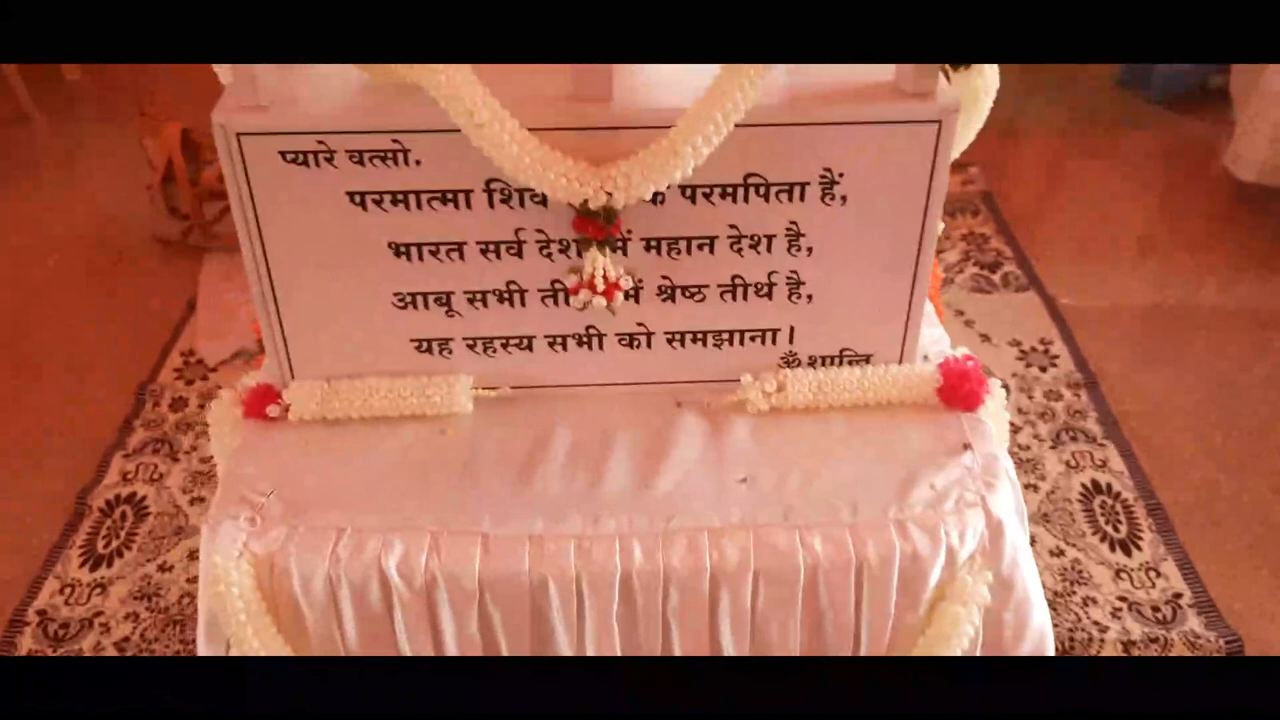 प्यारे वत्सो.
परमात्मा शिव के परमपिता हैं,
भारत सर्व देशों में महान देश है,
आबू सभी में श्रेष्ठ तीर्थ है,
यह रहस्य सभी को समझाना।
ॐ शान्ति